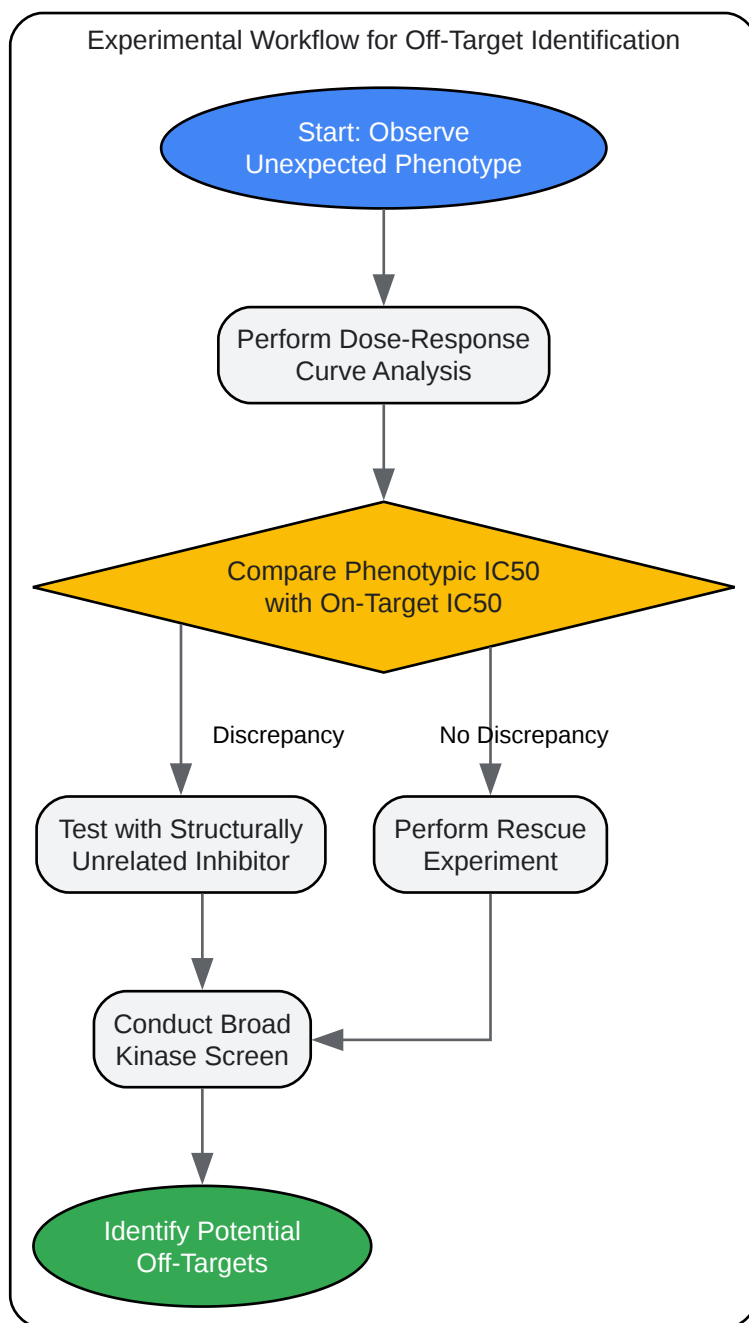 Experimental Workflow for Off-Target Identification
Start: Observe
Unexpected Phenotype
Perform Dose-Response
Curve Analysis
Compare Phenotypic IC50
with On-Target IC50
Discrepancy
No Discrepancy
Test with Structurally
Unrelated Inhibitor
Perform Rescue
Experiment
Conduct Broad
Kinase Screen
Identify Potential
Off-Targets